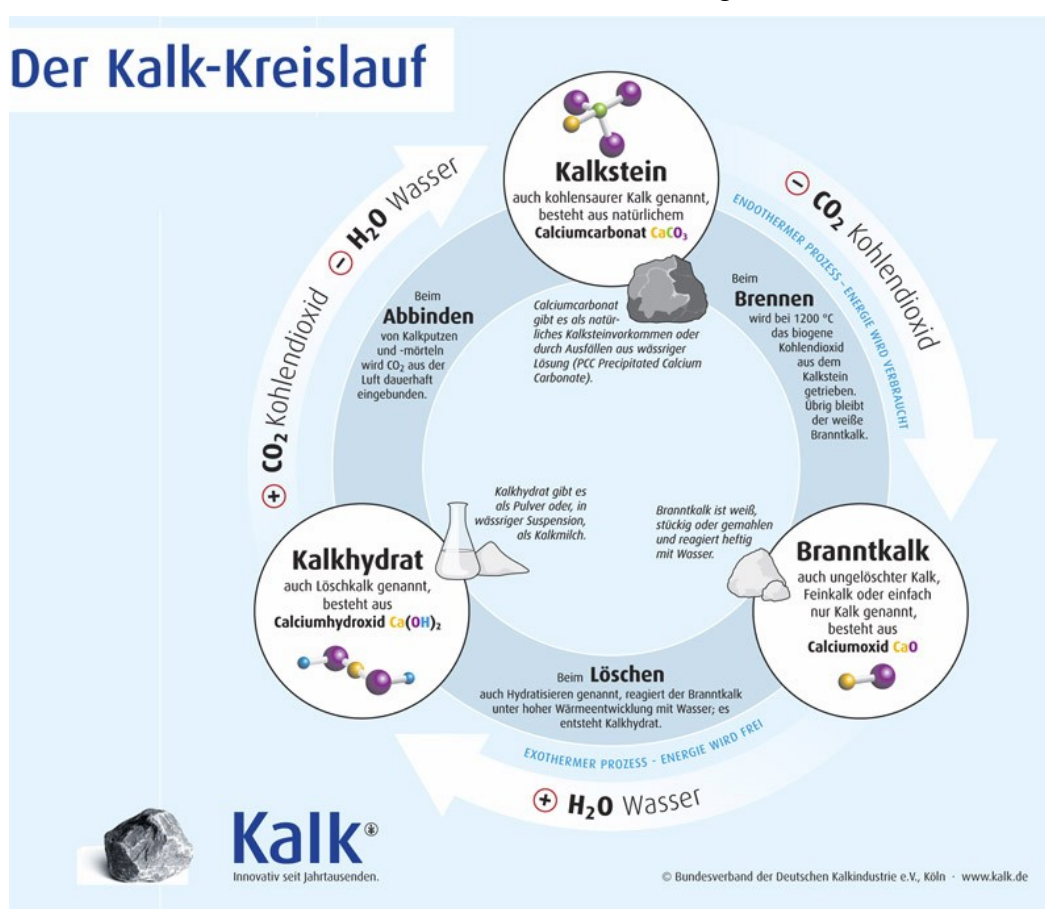 Der Kalk-Kreislauf
Kalkstein
auch kohlensaurer Kalk genannt,
besteht aus natürlichem
Calciumcarbonat CaCO₃
Calciumcarbonat
gibt es als natür-
liches Kalksteinvorkommen oder
durch Ausfällen aus wässriger
Lösung (PCC Precipitated Calcium
Carbonate).
− CO₂ Kohlendioxid
ENDOTHERMER PROZESS - ENERGIE WIRD VERBRAUCHT
Beim
Brennen
wird bei 1200 °C
das biogene
Kohlendioxid
aus dem
Kalkstein
getrieben.
Übrig bleibt
der weiße
Branntkalk.
Branntkalk ist weiß,
stückig oder gemahlen
und reagiert heftig
mit Wasser.
Branntkalk
auch ungelöschter Kalk,
Feinkalk oder einfach
nur Kalk genannt,
besteht aus
Calciumoxid CaO
Beim Löschen
auch Hydratisieren genannt, reagiert der Branntkalk
unter hoher Wärmeentwicklung mit Wasser; es
entsteht Kalkhydrat.
EXOTHERMER PROZESS - ENERGIE WIRD FREI
+ H₂O Wasser
Kalkhydrat gibt es
als Pulver oder, in
wässriger Suspension,
als Kalkmilch.
Kalkhydrat
auch Löschkalk genannt,
besteht aus
Calciumhydroxid Ca(OH)₂
+ CO₂ Kohlendioxid − H₂O Wasser
Beim
Abbinden
von Kalkputzen
und -mörteln
wird CO₂ aus der
Luft dauerhaft
eingebunden.
Kalk
Innovativ seit Jahrtausenden.
© Bundesverband der Deutschen Kalkindustrie e.V., Köln · www.kalk.de